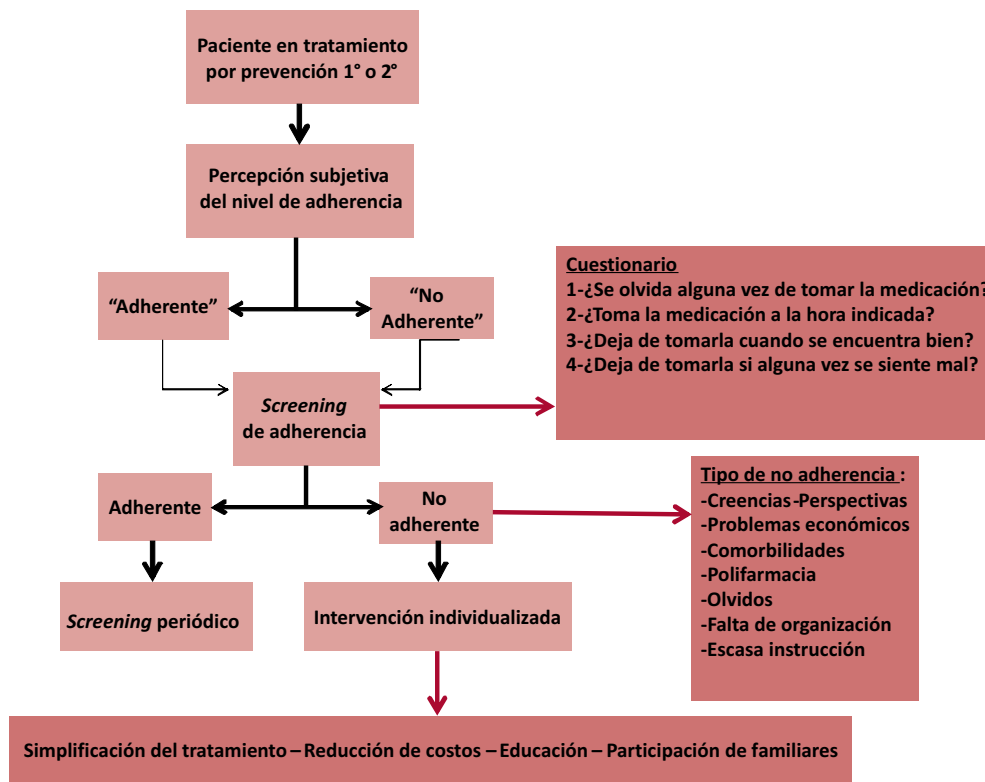 Paciente en tratamiento
por prevención 1° o 2°
Percepción subjetiva
del nivel de adherencia
“Adherente”
“No
Adherente”
Cuestionario
1-¿Se olvida alguna vez de tomar la medicación?
2-¿Toma la medicación a la hora indicada?
3-¿Deja de tomarla cuando se encuentra bien?
4-¿Deja de tomarla si alguna vez se siente mal?
Screening
de adherencia
Adherente
No
adherente
Tipo de no adherencia :
-Creencias-Perspectivas
-Problemas económicos
-Comorbilidades
-Polifarmacia
-Olvidos
-Falta de organización
-Escasa instrucción
Screening periódico
Intervención individualizada
Simplificación del tratamiento – Reducción de costos – Educación – Participación de familiares